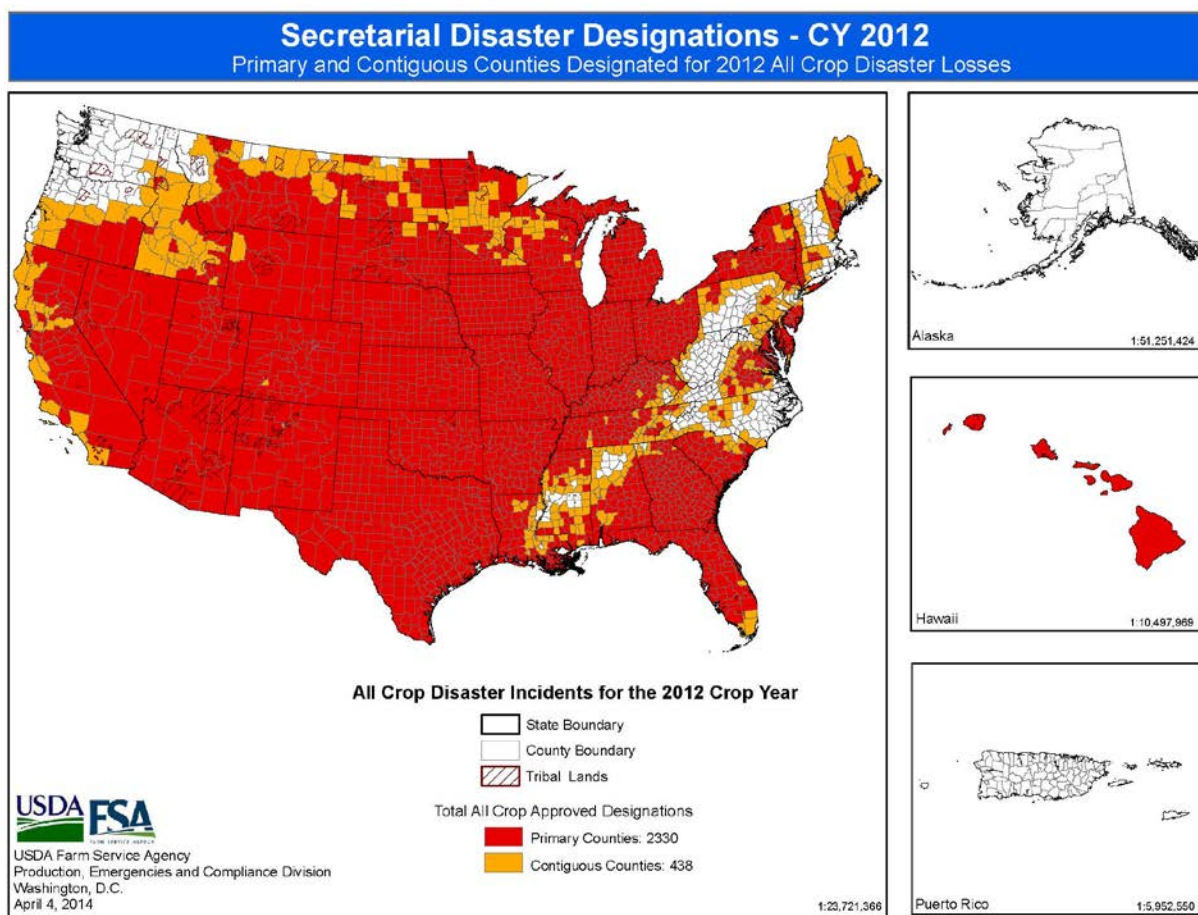 Secretarial Disaster Designations - CY 2012
Primary and Contiguous Counties Designated for 2012 All Crop Disaster Losses
Alaska
1:51,251,424
Hawaii
1:10,497,969
Puerto Rico
1:5,952,550
All Crop Disaster Incidents for the 2012 Crop Year
State Boundary
County Boundary
Tribal Lands
Total All Crop Approved Designations
Primary Counties: 2330
Contiguous Counties: 438
USDA FSA
FARM SERVICE AGENCY
USDA Farm Service Agency
Production, Emergencies and Compliance Division
Washington, D.C.
April 4, 2014
1:23,721,366